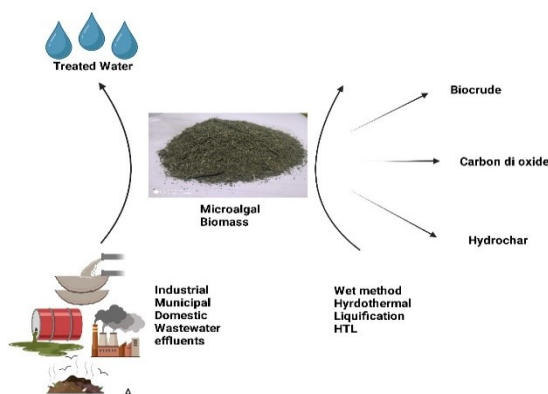 Treated Water
Microalgal
Biomass
Biocrude
Carbon di oxide
Hydrochar
Industrial
Municipal
Domestic
Wastewater
effluents
Wet method
Hyrdothermal
Liquification
HTL